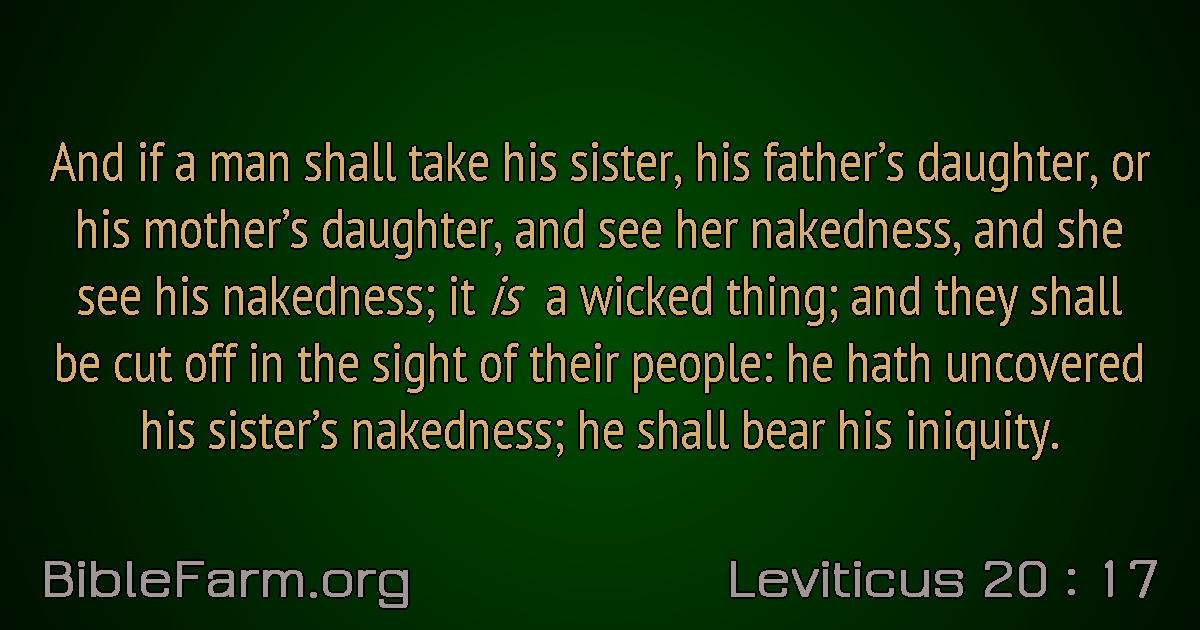 And if a man shall take his sister, his father’s daughter, or
his mother’s daughter, and see her nakedness, and she
see his nakedness; it is a wicked thing; and they shall
be cut off in the sight of their people: he hath uncovered
his sister’s nakedness; he shall bear his iniquity.
BibleFarm.org
Leviticus 20 : 17